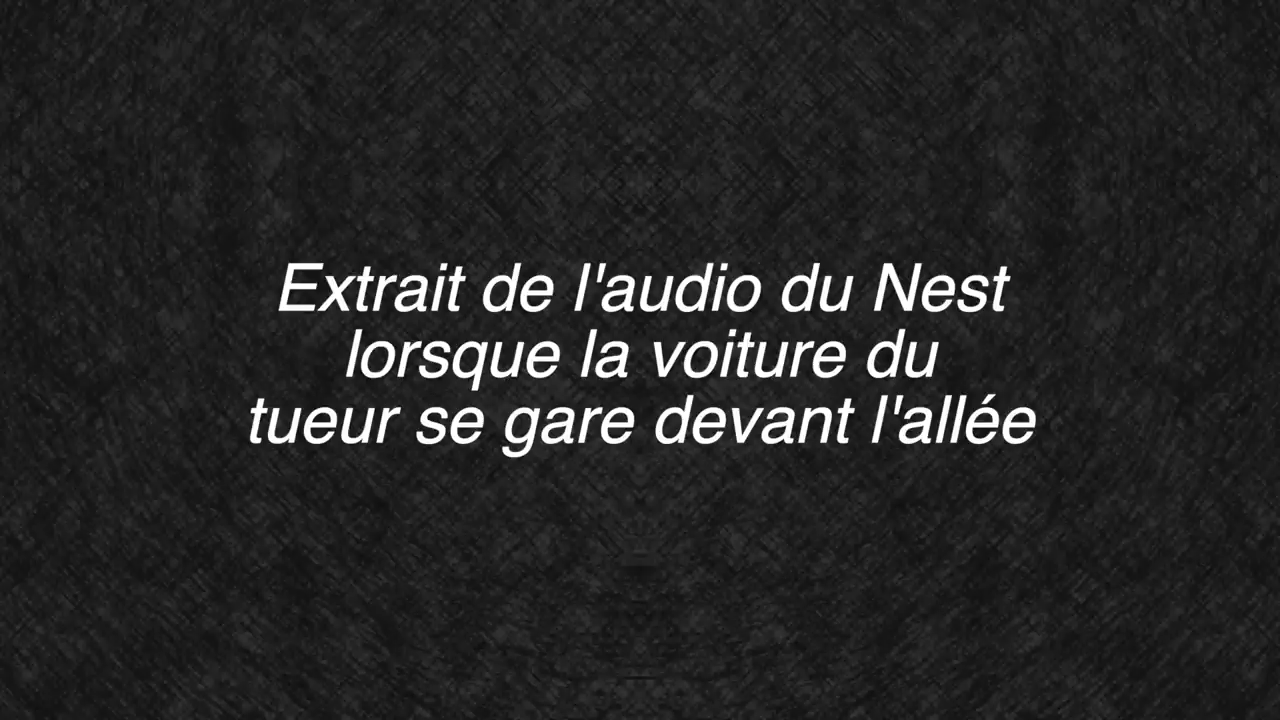 Extrait de l'audio du Nest
lorsque la voiture du
tueur se gare devant l'allée